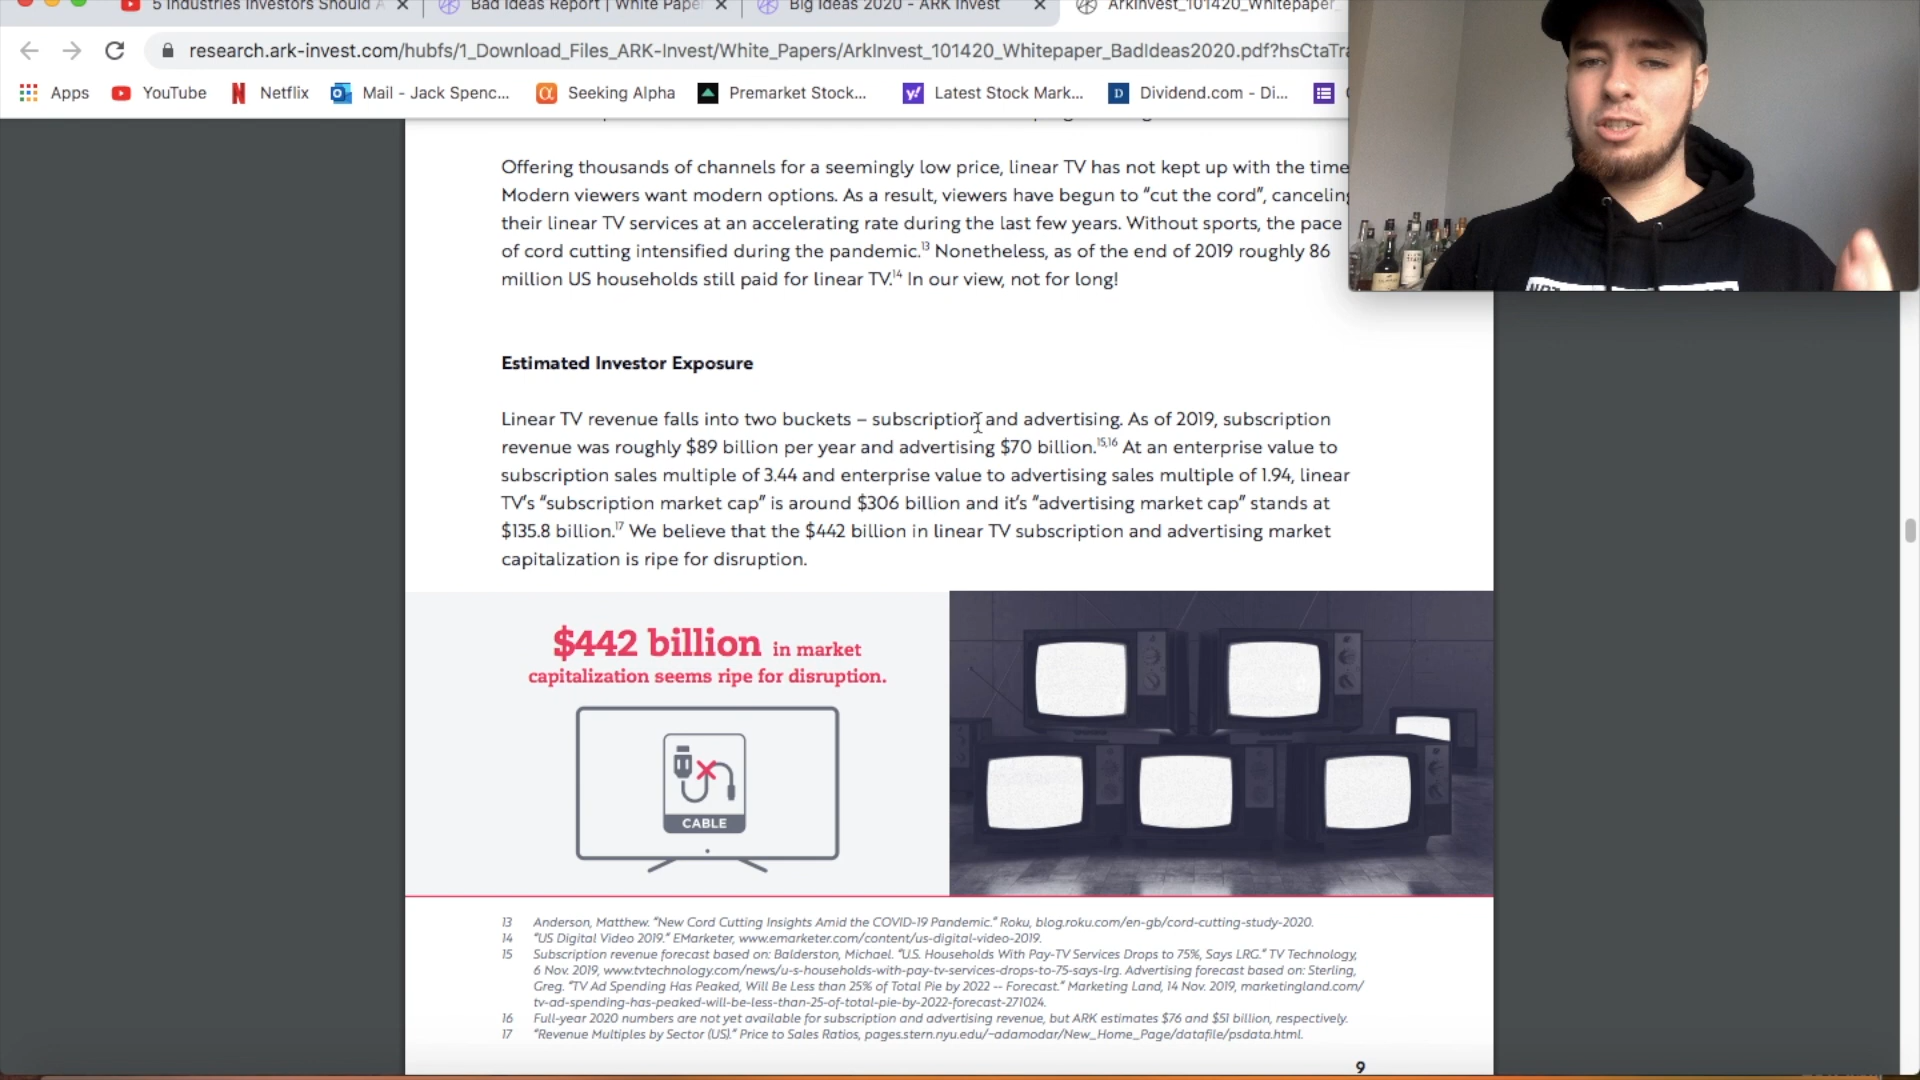 5 Industries Investors Should A
Bad Ideas Report | White Pape
Big Ideas 2020 - ARK Invest
ArkInvest_101420_Whitepaper_
research.ark-invest.com/hubfs/1_Download_Files_ARK-Invest/White_Papers/ArkInvest_101420_Whitepaper_BadIdeas2020.pdf?hsCtaTra
Apps
YouTube
Netflix
Mail - Jack Spenc...
Seeking Alpha
Premarket Stock...
Latest Stock Mark...
Dividend.com - Di...
Offering thousands of channels for a seemingly low price, linear TV has not kept up with the time
Modern viewers want modern options. As a result, viewers have begun to “cut the cord”, canceling
their linear TV services at an accelerating rate during the last few years. Without sports, the pace
of cord cutting intensified during the pandemic.13 Nonetheless, as of the end of 2019 roughly 86
million US households still paid for linear TV.14 In our view, not for long!
Estimated Investor Exposure
Linear TV revenue falls into two buckets – subscription and advertising. As of 2019, subscription
revenue was roughly $89 billion per year and advertising $70 billion.15,16 At an enterprise value to
subscription sales multiple of 3.44 and enterprise value to advertising sales multiple of 1.94, linear
TV’s “subscription market cap” is around $306 billion and it’s “advertising market cap” stands at
$135.8 billion.17 We believe that the $442 billion in linear TV subscription and advertising market
capitalization is ripe for disruption.
$442 billion in market
capitalization seems ripe for disruption.
CABLE
13 Anderson, Matthew. “New Cord Cutting Insights Amid the COVID-19 Pandemic.” Roku, blog.roku.com/en-gb/cord-cutting-study-2020.
14 “US Digital Video 2019.” EMarketer, www.emarketer.com/content/us-digital-video-2019.
15 Subscription revenue forecast based on: Balderston, Michael. “U.S. Households With Pay-TV Services Drops to 75%, Says LRG.” TV Technology,
6 Nov. 2019, www.tvtechnology.com/news/u-s-households-with-pay-tv-services-drops-to-75-says-lrg. Advertising forecast based on: Sterling,
Greg. “TV Ad Spending Has Peaked, Will Be Less than 25% of Total Pie by 2022 -- Forecast.” Marketing Land, 14 Nov. 2019, marketingland.com/
tv-ad-spending-has-peaked-will-be-less-than-25-of-total-pie-by-2022-forecast-271024.
16 Full-year 2020 numbers are not yet available for subscription and advertising revenue, but ARK estimates $76 and $51 billion, respectively.
17 “Revenue Multiples by Sector (US).” Price to Sales Ratios, pages.stern.nyu.edu/~adamodar/New_Home_Page/datafile/psdata.html.
9